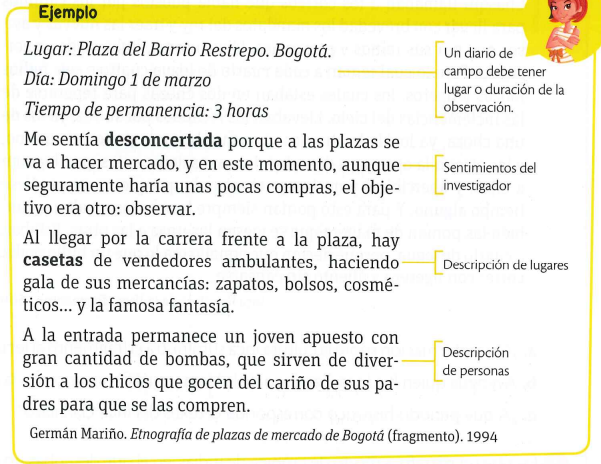 Ejemplo
Lugar: Plaza del Barrio Restrepo. Bogotá.
Día: Domingo 1 de marzo
Tiempo de permanencia: 3 horas
Un diario de
campo debe tener
lugar o duración de la
observación.
Me sentía desconcertada porque a las plazas se
va a hacer mercado, y en este momento, aunque
seguramente haría unas pocas compras, el obje-
tivo era otro: observar.
Sentimientos del
investigador
Al llegar por la carrera frente a la plaza, hay
casetas de vendedores ambulantes, haciendo
gala de sus mercancías: zapatos, bolsos, cosmé-
ticos... y la famosa fantasía.
Descripción de lugares
A la entrada permanece un joven apuesto con
gran cantidad de bombas, que sirven de diver-
sión a los chicos que gocen del cariño de sus pa-
dres para que se las compren.
Descripción
de personas
Germán Mariño. Etnografía de plazas de mercado de Bogotá (fragmento). 1994